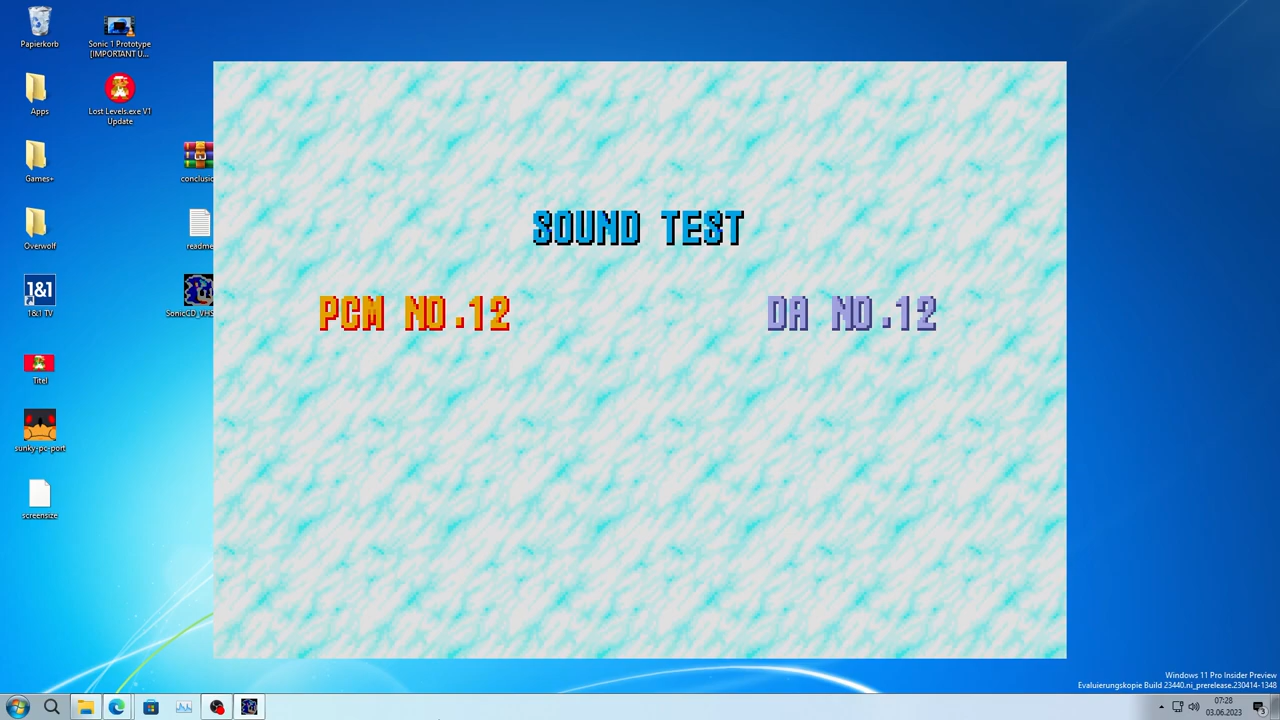 Papierkorb
Sonic 1 Prototype
[IMPORTANT U...
Apps
Lost Levels.exe V1
Update
Games+
conclusio
Overwolf
readme
1&1
1&1 TV
SonicCD_VHS
Titel
sunky-pc-port
screensize
SOUND TEST
PCM NO.12
DA NO.12
Windows 11 Pro Insider Preview
Evaluierungskopie Build 23440.ni_prerelease.230414-1348
07:28
03.06.2023
3